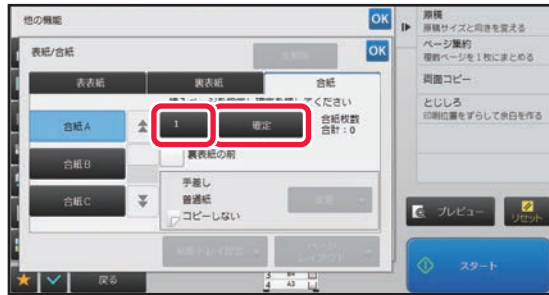 他の機能
OK
原稿
原稿サイズと向きを変える
ページ集約
複数ページを1枚にまとめる
両面コピー
とじしろ
印刷位置をずらして余白を作る
表紙/合紙
OK
表表紙
裏表紙
合紙
合紙A
1
確定
合紙枚数
合計:0
裏表紙の前
合紙B
手差し
普通紙
コピーしない
合紙C
プレビュー
リセット
戻る
スタート
3
4 A3